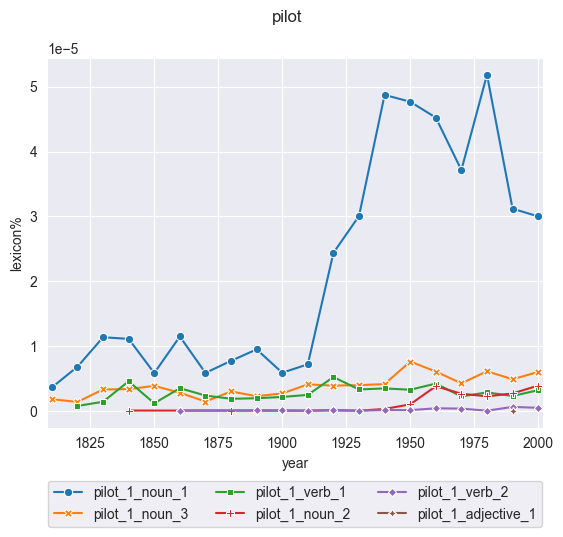 pilot
1e−5
5
4
3
2
1
0
lexicon%
1825 1850 1875 1900 1925 1950 1975 2000
year
pilot_1_noun_1 pilot_1_verb_1 pilot_1_verb_2
pilot_1_noun_3 pilot_1_noun_2 pilot_1_adjective_1